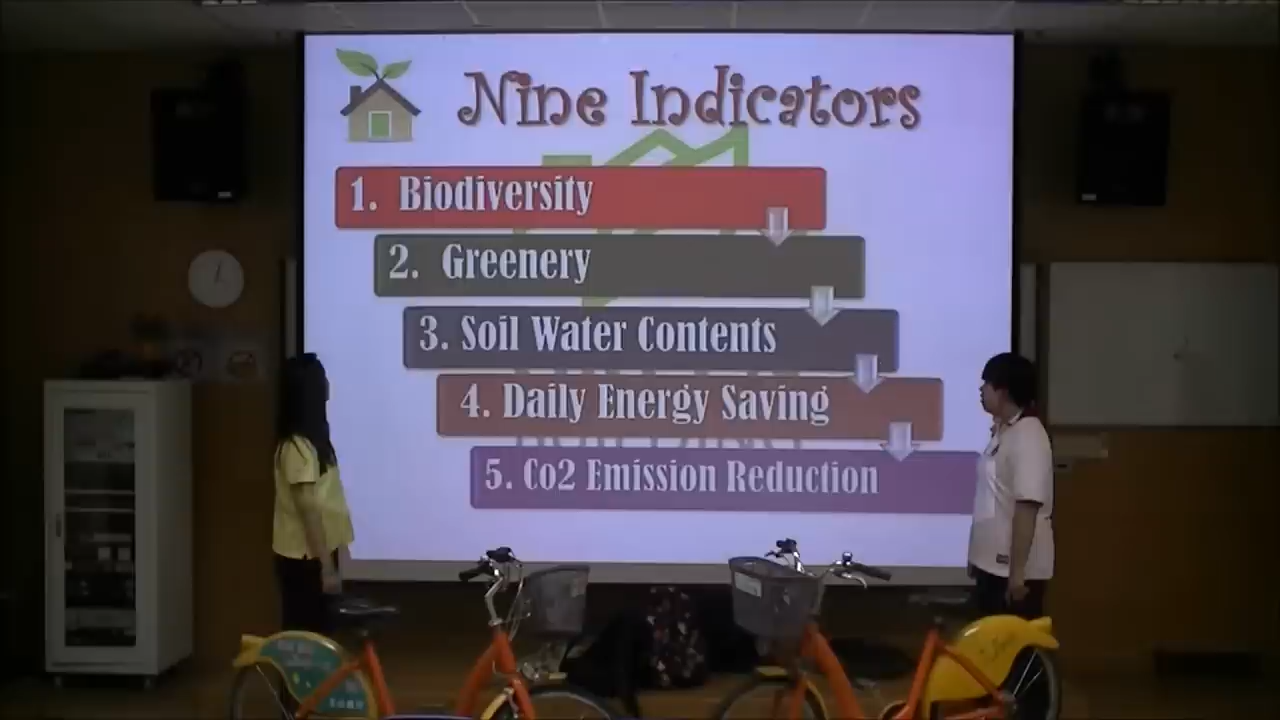 Nine Indicators
1. Biodiversity
2. Greenery
3. Soil Water Contents
4. Daily Energy Saving
5. Co2 Emission Reduction